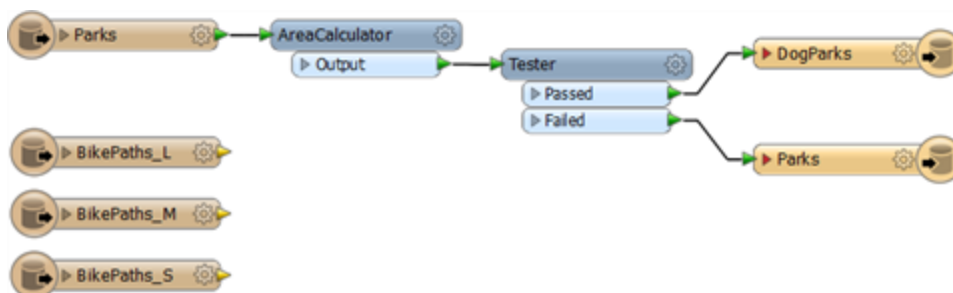 Parks
AreaCalculator
Output
Tester
Passed
Failed
DogParks
Parks
BikePaths_L
BikePaths_M
BikePaths_S